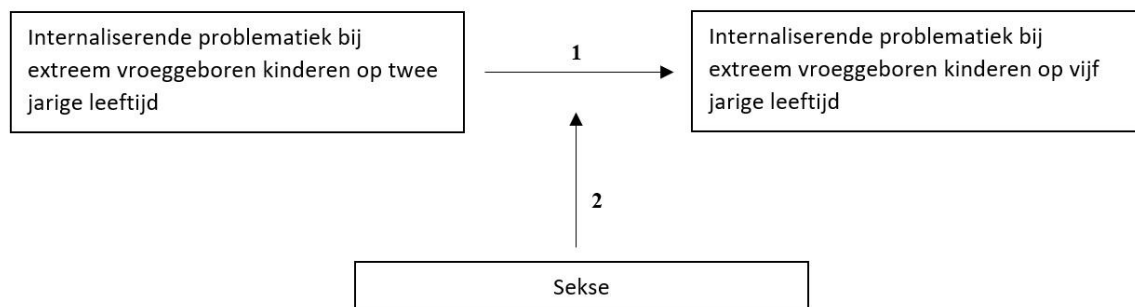 Internaliserende problematiek bij
extreem vroeggeboren kinderen op twee
jarige leeftijd
1
Internaliserende problematiek bij
extreem vroeggeboren kinderen op vijf
jarige leeftijd
2
Sekse